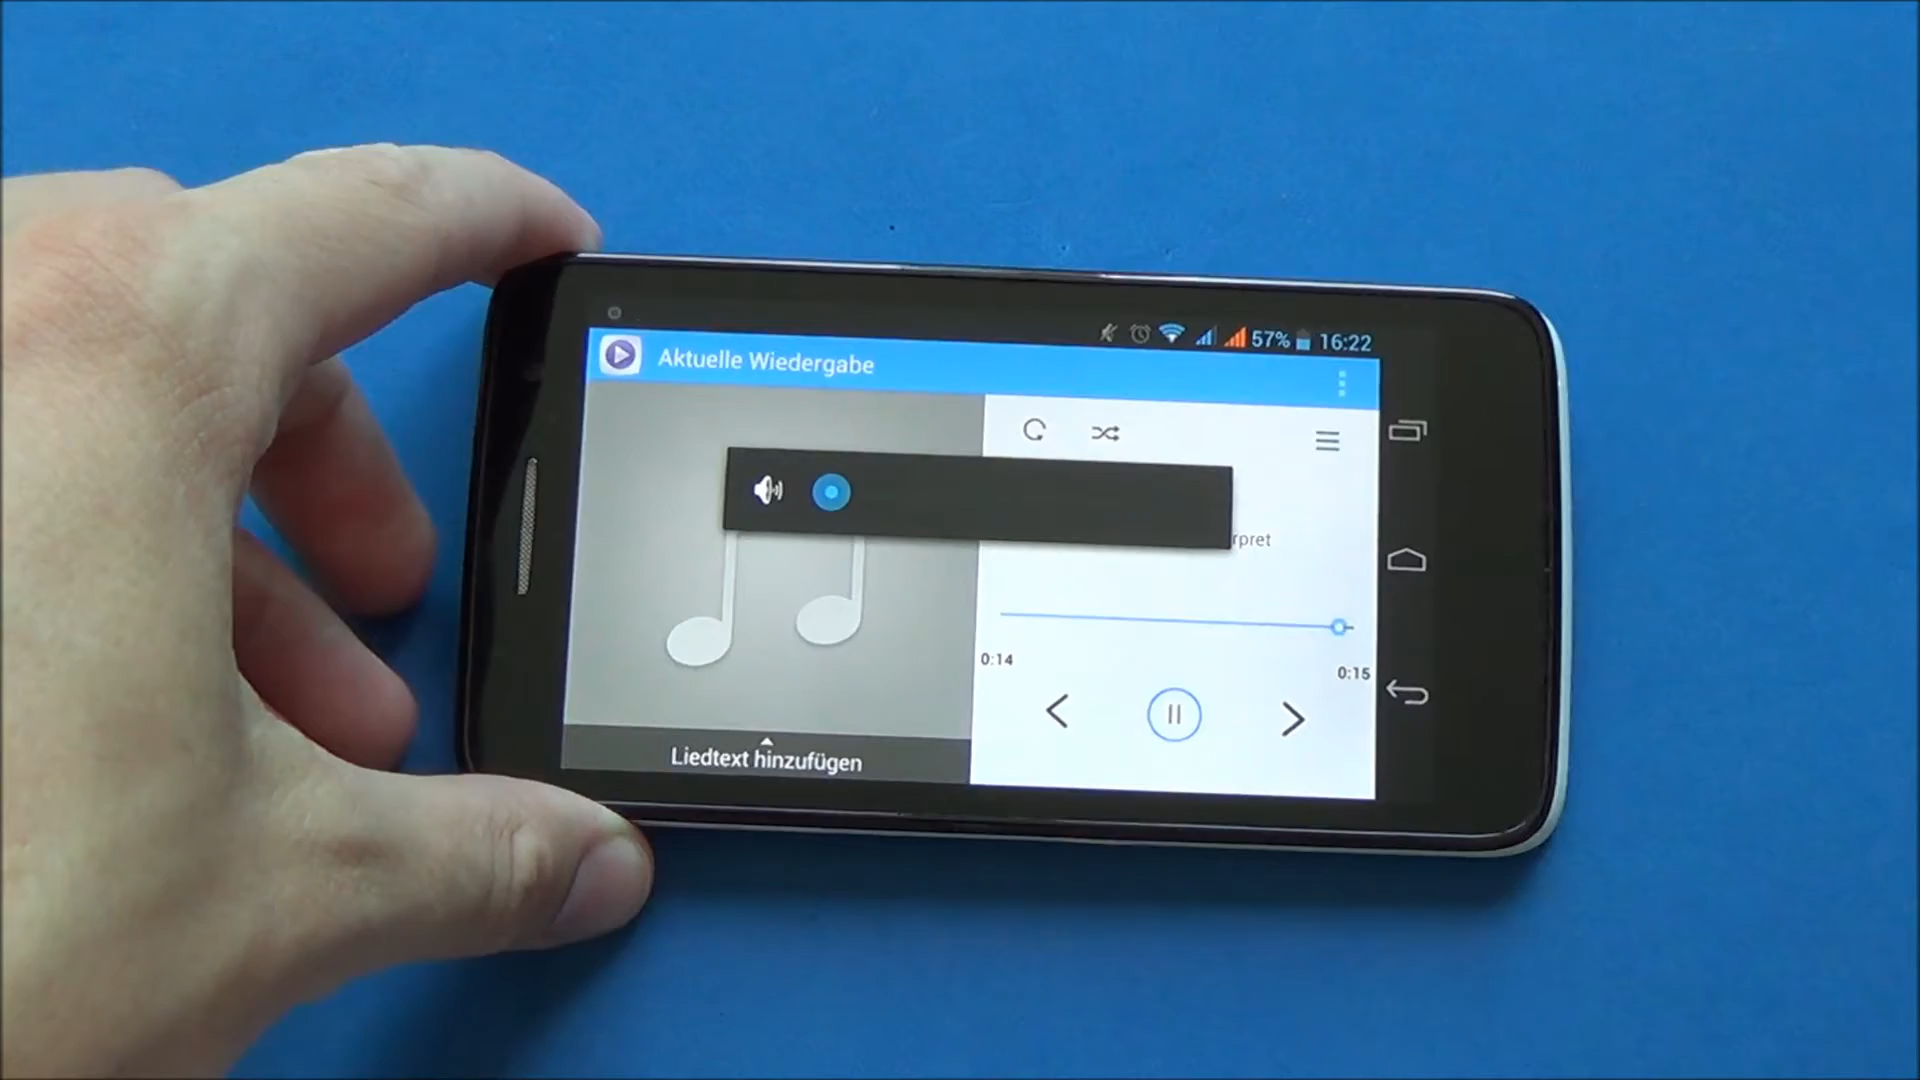 57% 16:22
Aktuelle Wiedergabe
rpret
0:14
0:15
Liedtext hinzufügen